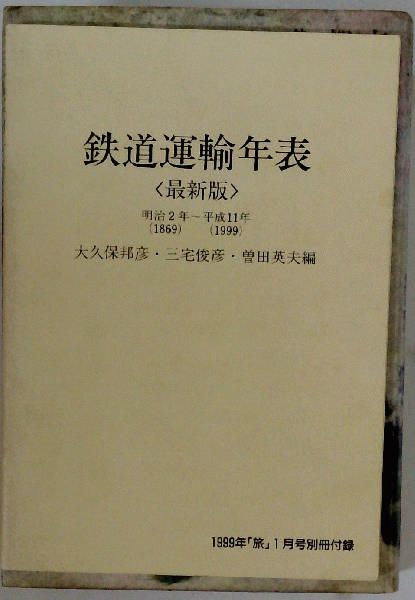 鉄道運輸年表
〈最新版〉
明治2年～平成11年
(1869) (1999)
大久保邦彦・三宅俊彦・曽田英夫編
1999年「旅」1月号別冊付録